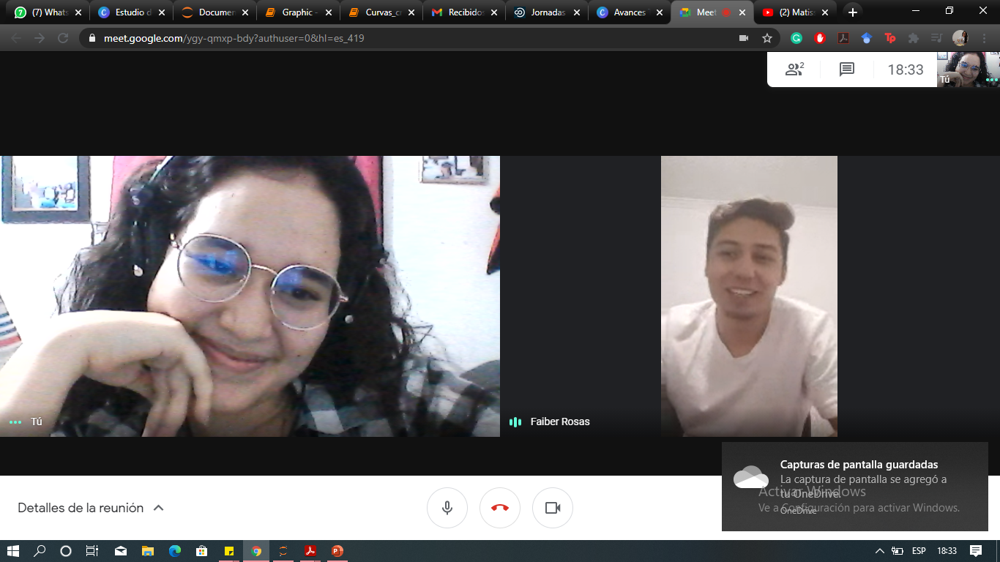 (7) Whats
Estudio d
Documen
Graphic -
Curvas_cr
Recibidos
Jornadas
Avances
Meet
(2) Matiss
meet.google.com/ygy-qmxp-bdy?authuser=0&hl=es_419
2
18:33
Tú
Tú
Faiber Rosas
Capturas de pantalla guardadas
La captura de pantalla se agregó a
tu OneDrive.
OneDrive
Activar Windows
Ve a Configuración para activar Windows.
Detalles de la reunión
ESP
18:33